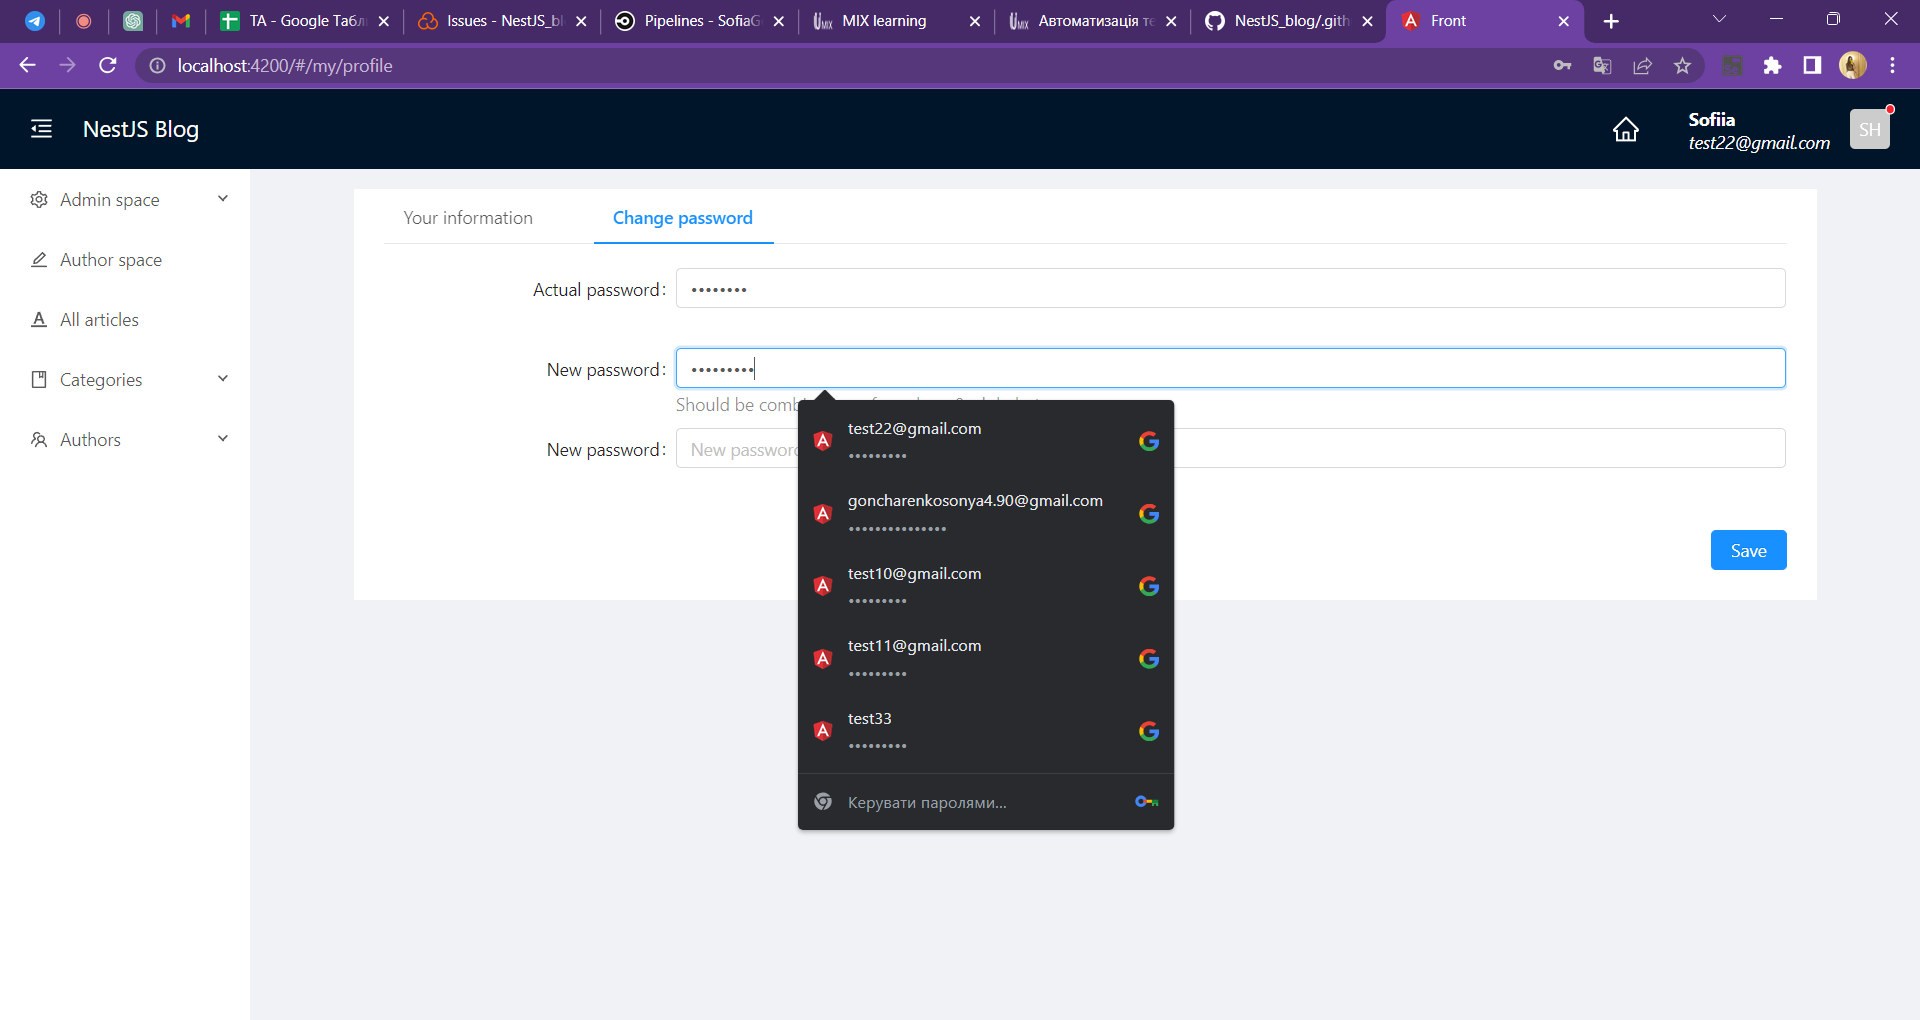 TA - Google Табл
Issues - NestJS_bl
Pipelines - SofiaG
MIX learning
Автоматизація те
NestJS_blog/.gith
Front
localhost:4200/#/my/profile
NestJS Blog
Sofiia
test22@gmail.com
SH
Admin space
Author space
All articles
Categories
Authors
Your information
Change password
Actual password:
••••••••
New password:
•••••••••
Should be comb
New password:
New password
test22@gmail.com
•••••••••
goncharenkosonya4.90@gmail.com
•••••••••••••••
test10@gmail.com
•••••••••
test11@gmail.com
•••••••••
test33
•••••••••
Керувати паролями...
Save